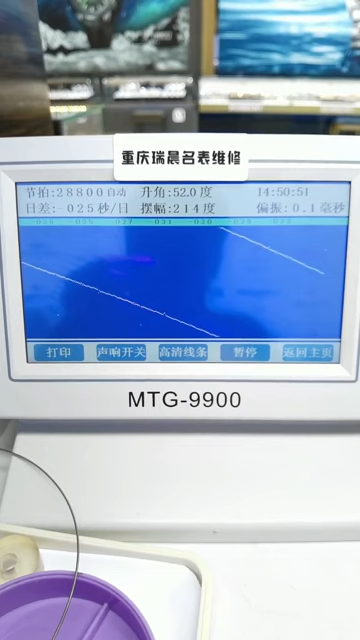 重庆瑞晨名表维修
节拍:28800自动 升角:52.0度 14:50:51
日差:-025秒/日 摆幅:214度 偏振:0.1毫秒
打印 声响开关 高清线条 暂停 返回主页
MTG-9900